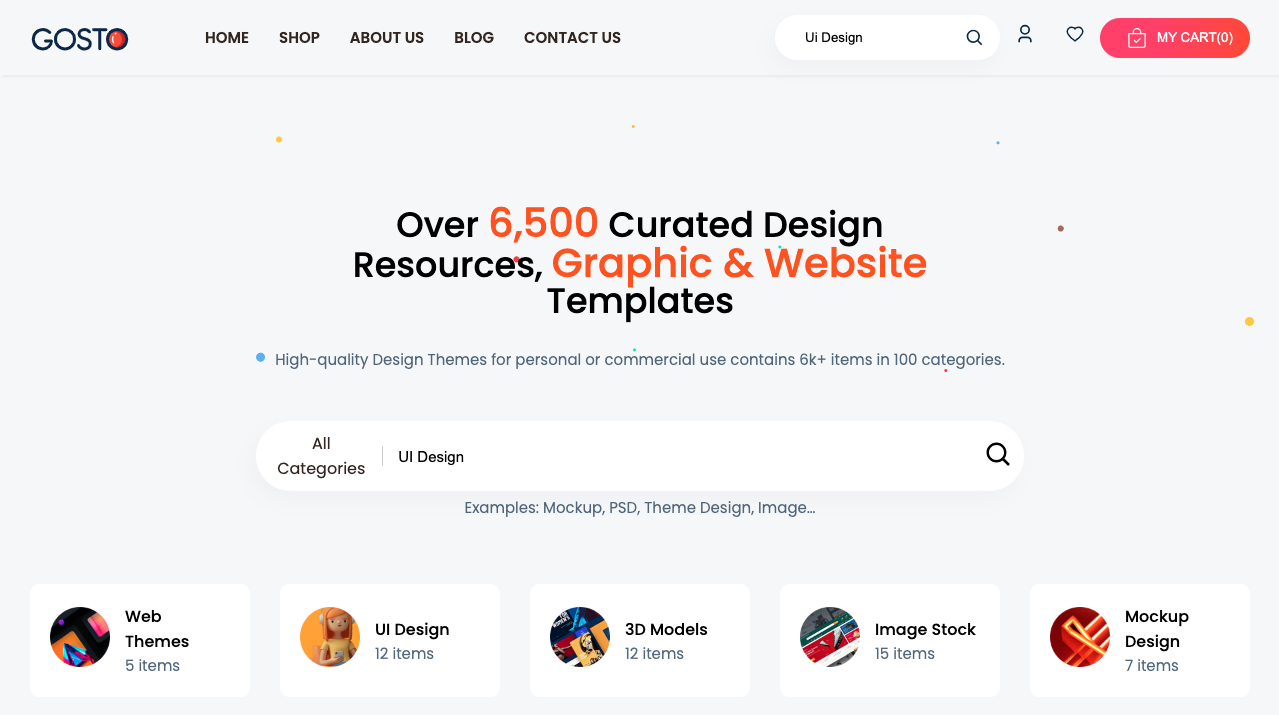 GOSTO
HOME
SHOP
ABOUT US
BLOG
CONTACT US
Ui Design
MY CART(0)
Over 6,500 Curated Design
Resources, Graphic & Website
Templates
High-quality Design Themes for personal or commercial use contains 6k+ items in 100 categories.
All
Categories
UI Design
Examples: Mockup, PSD, Theme Design, Image...
Web
Themes
5 items
UI Design
12 items
3D Models
12 items
Image Stock
15 items
Mockup
Design
7 items